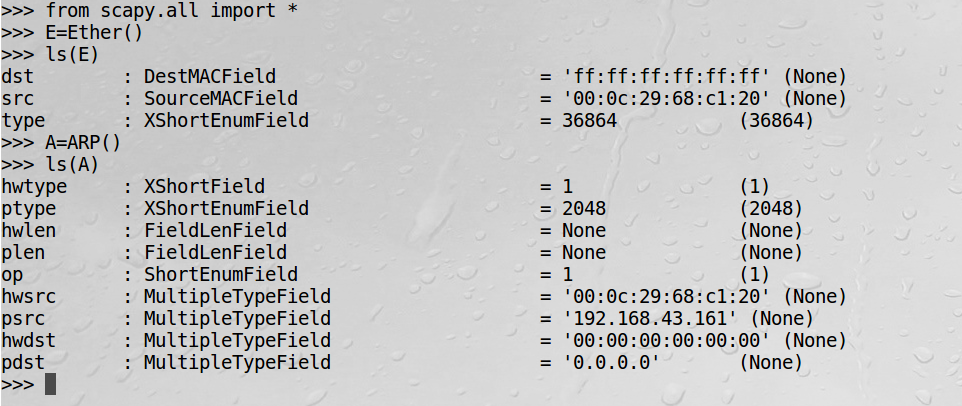 >>> from scapy.all import *
>>> E=Ether()
>>> ls(E)
dst        : DestMACField                        = 'ff:ff:ff:ff:ff:ff' (None)
src        : SourceMACField                      = '00:0c:29:68:c1:20' (None)
type       : XShortEnumField                     = 36864           (36864)
>>> A=ARP()
>>> ls(A)
hwtype     : XShortField                         = 1               (1)
ptype      : XShortEnumField                     = 2048            (2048)
hwlen      : FieldLenField                       = None            (None)
plen       : FieldLenField                       = None            (None)
op         : ShortEnumField                      = 1               (1)
hwsrc      : MultipleTypeField                   = '00:0c:29:68:c1:20' (None)
psrc       : MultipleTypeField                   = '192.168.43.161' (None)
hwdst      : MultipleTypeField                   = '00:00:00:00:00:00' (None)
pdst       : MultipleTypeField                   = '0.0.0.0'       (None)
>>>